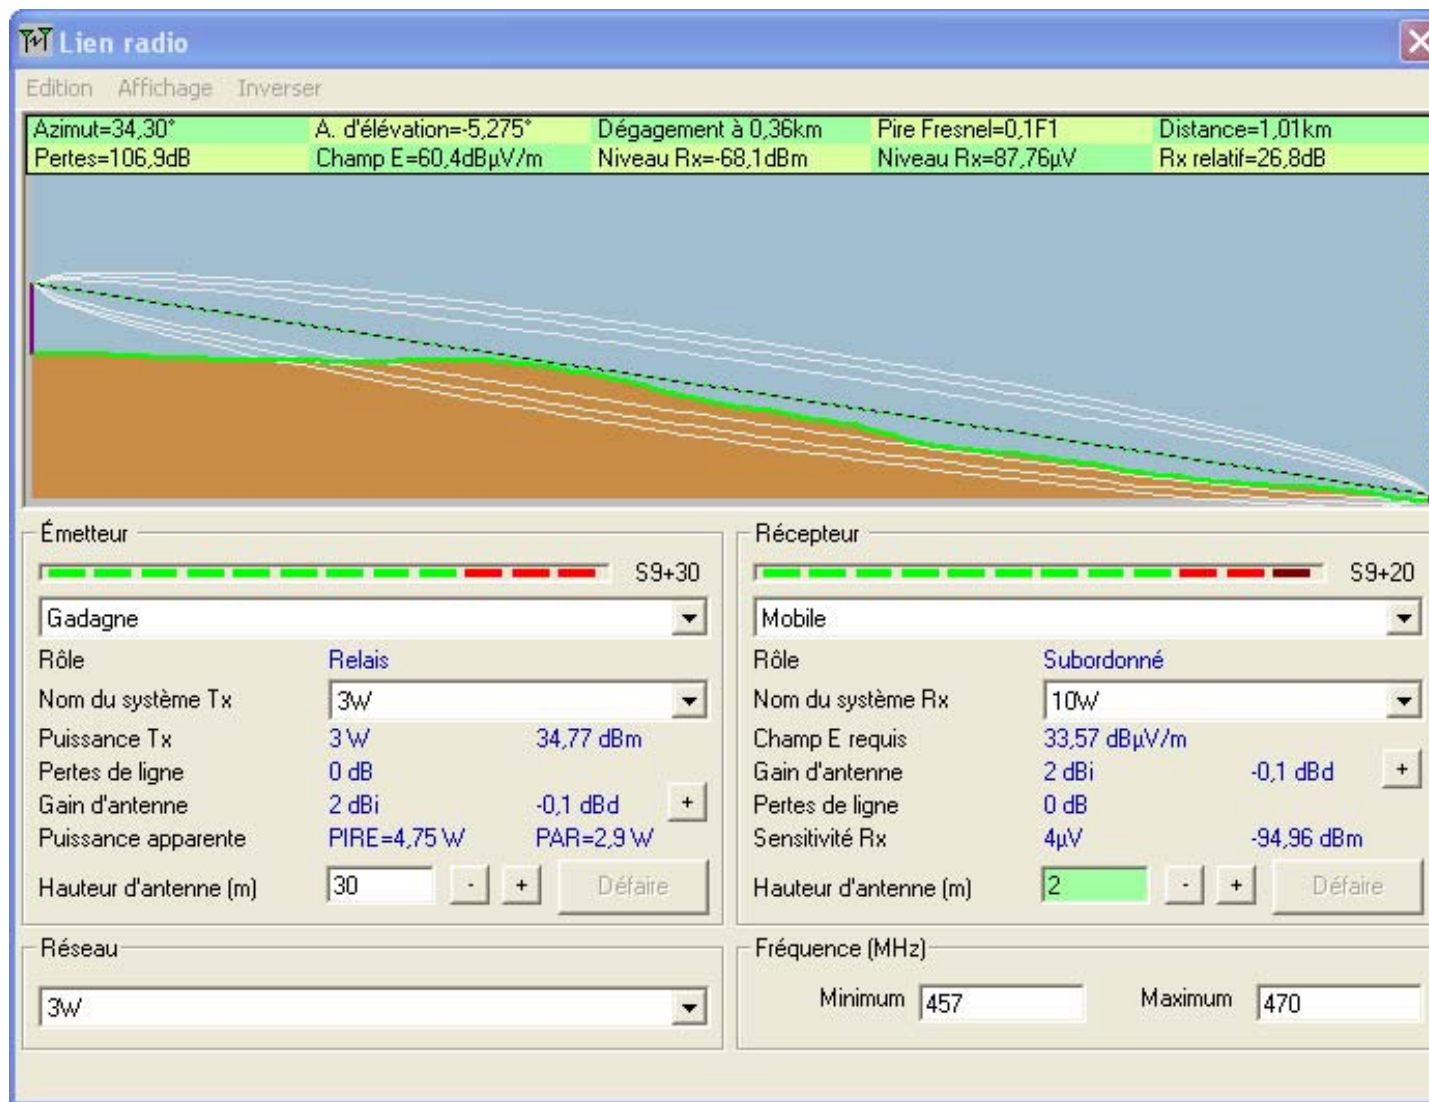 Lien radio
Edition Affichage Inverser
Azimut=34,30° A. d'élévation=-5,275° Dégagement à 0,36km Pire Fresnel=0,1F1 Distance=1,01km
Pertes=106,9dB Champ E=60,4dBµV/m Niveau Rx=-68,1dBm Niveau Rx=87,76µV Rx relatif=26,8dB
Émetteur
S9+30
Gadagne
Rôle Relais
Nom du système Tx 3W
Puissance Tx 3 W 34,77 dBm
Pertes de ligne 0 dB
Gain d'antenne 2 dBi -0,1 dBd +
Puissance apparente PIRE=4,75 W PAR=2,9 W
Hauteur d'antenne (m) 30 - + Défaire
Réseau
3W
Récepteur
S9+20
Mobile
Rôle Subordonné
Nom du système Rx 10W
Champ E requis 33,57 dBµV/m
Gain d'antenne 2 dBi -0,1 dBd +
Pertes de ligne 0 dB
Sensitivité Rx 4µV -94,96 dBm
Hauteur d'antenne (m) 2 - + Défaire
Fréquence (MHz)
Minimum 457 Maximum 470